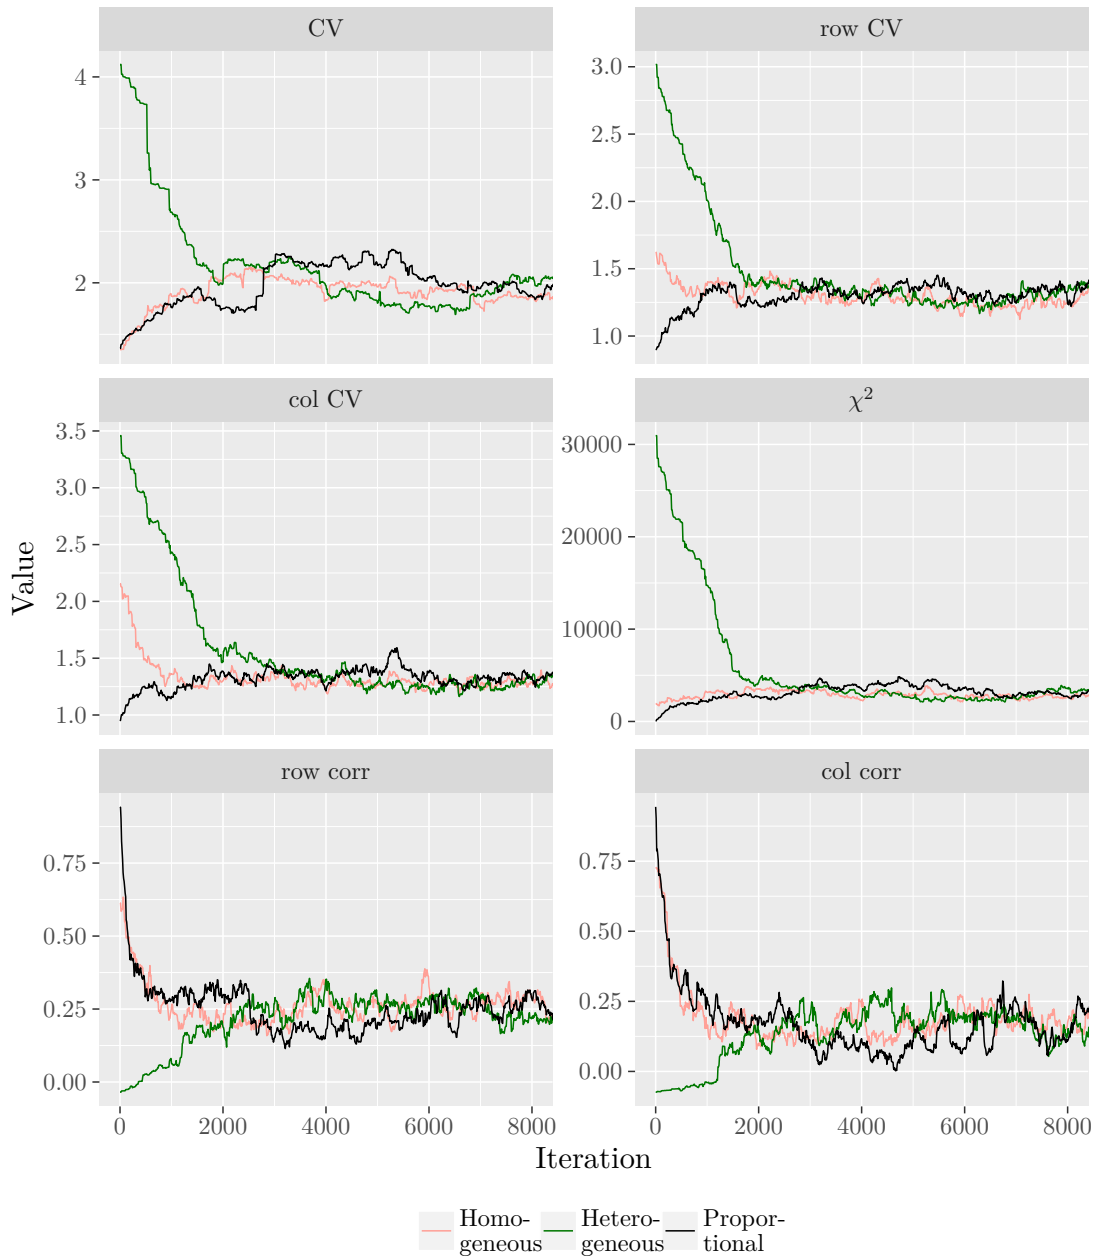 CV
row CV
4
3
2
3.0
2.5
2.0
1.5
1.0
col CV
χ²
3.5
3.0
2.5
2.0
1.5
1.0
30000
20000
10000
0
Value
row corr
col corr
0.75
0.50
0.25
0.00
0.75
0.50
0.25
0.00
0 2000 4000 6000 8000
0 2000 4000 6000 8000
Iteration
Homo-
geneous
Hetero-
geneous
Propor-
tional